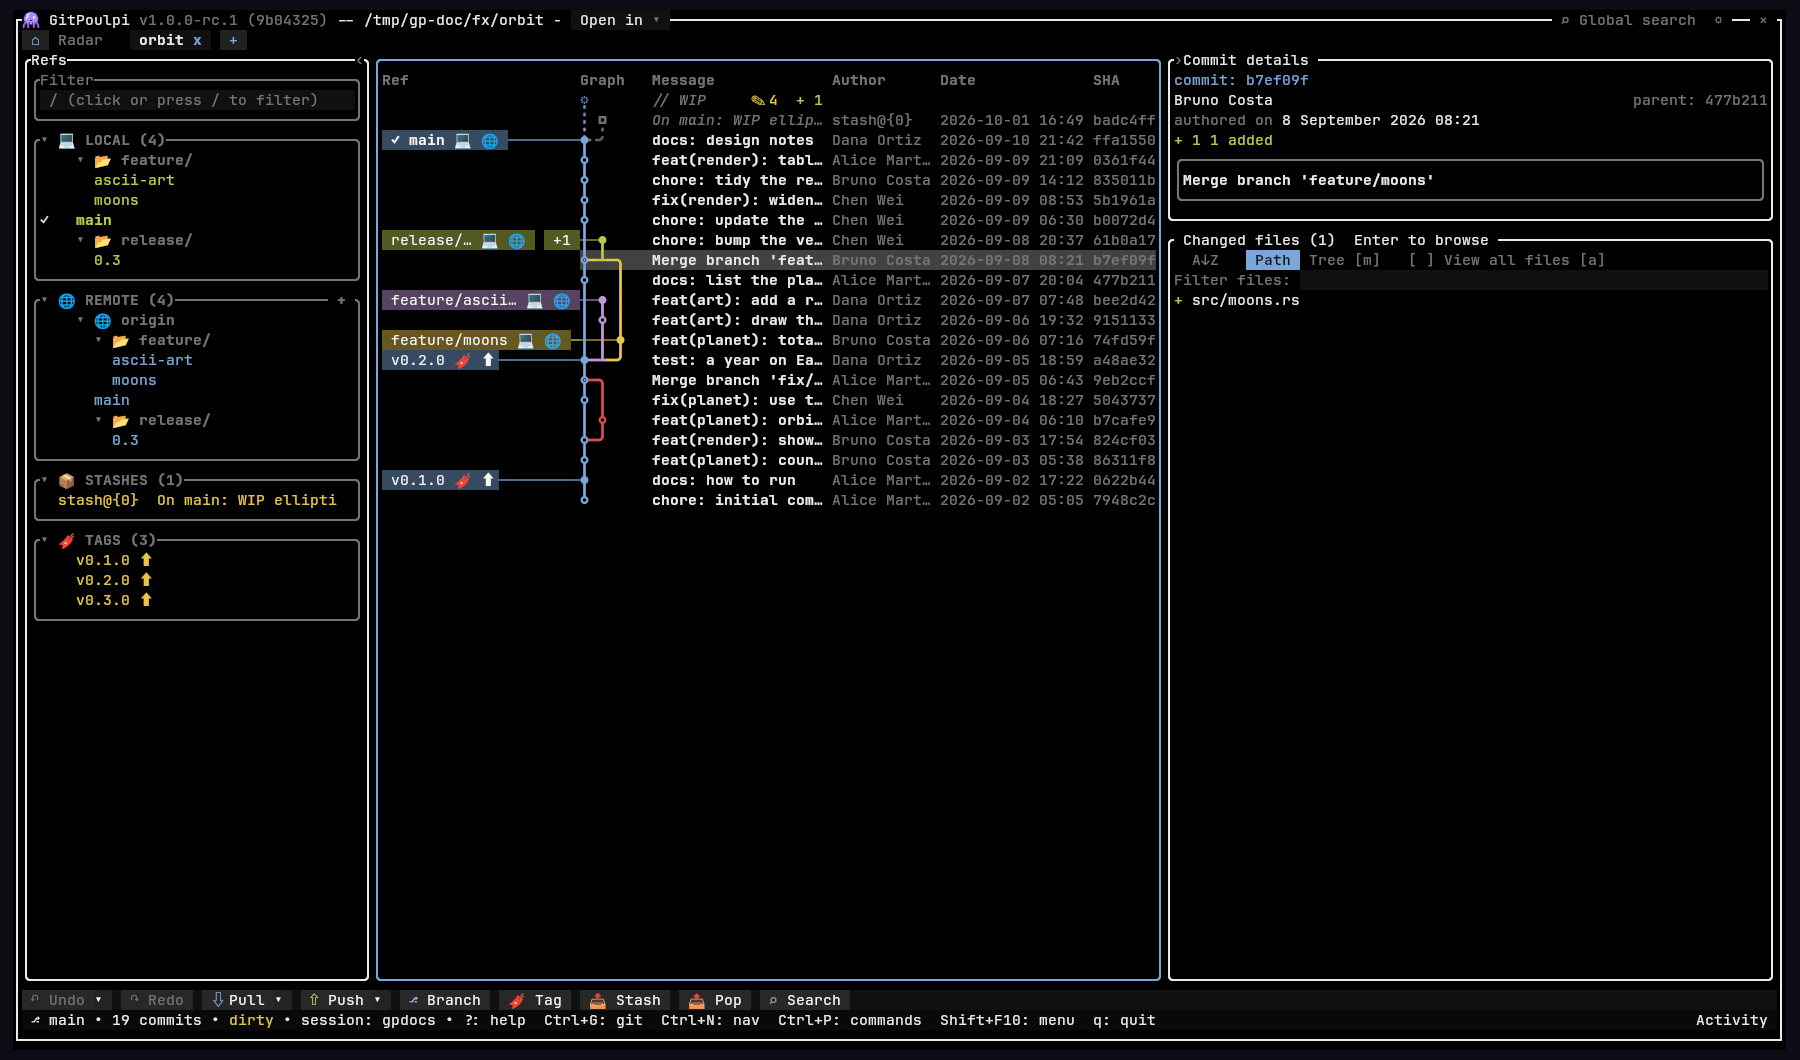 GitPoulpi v1.0.0-rc.1 (9b04325) -- /tmp/gp-doc/fx/orbit - Open in ▾ ⌕ Global search ⚙ — ×
⌂ Radar orbit x +
Refs ‹
Filter
/ (click or press / to filter)
▾ 💻 LOCAL (4)
▾ 📂 feature/
ascii-art
moons
✓ main
▾ 📂 release/
0.3
▾ 🌐 REMOTE (4) +
▾ 🌐 origin
▾ 📂 feature/
ascii-art
moons
main
▾ 📂 release/
0.3
▾ 📦 STASHES (1)
stash@{0} On main: WIP ellipti
▾ 🔖 TAGS (3)
v0.1.0 ⬆
v0.2.0 ⬆
v0.3.0 ⬆
Ref Graph Message Author Date SHA
// WIP ✎ 4 + 1
On main: WIP ellip… stash@{0} 2026-10-01 16:49 badc4ff
✓ main 💻 🌐 docs: design notes Dana Ortiz 2026-09-10 21:42 ffa1550
feat(render): tabl… Alice Mart… 2026-09-09 21:09 0361f44
chore: tidy the re… Bruno Costa 2026-09-09 14:12 835011b
fix(render): widen… Chen Wei 2026-09-09 08:53 5b1961a
chore: update the … Chen Wei 2026-09-09 06:30 b0072d4
release/… 💻 🌐 +1 chore: bump the ve… Chen Wei 2026-09-08 20:37 61b0a17
Merge branch 'feat… Bruno Costa 2026-09-08 08:21 b7ef09f
docs: list the pla… Alice Mart… 2026-09-07 20:04 477b211
feature/ascii… 💻 🌐 feat(art): add a r… Dana Ortiz 2026-09-07 07:48 bee2d42
feat(art): draw th… Dana Ortiz 2026-09-06 19:32 9151133
feature/moons 💻 🌐 feat(planet): tota… Bruno Costa 2026-09-06 07:16 74fd59f
v0.2.0 🔖 ⬆ test: a year on Ea… Dana Ortiz 2026-09-05 18:59 a48ae32
Merge branch 'fix/… Alice Mart… 2026-09-05 06:43 9eb2ccf
fix(planet): use t… Chen Wei 2026-09-04 18:27 5043737
feat(planet): orbi… Alice Mart… 2026-09-04 06:10 b7cafe9
feat(render): show… Bruno Costa 2026-09-03 17:54 824cf03
feat(planet): coun… Bruno Costa 2026-09-03 05:38 86311f8
v0.1.0 🔖 ⬆ docs: how to run Alice Mart… 2026-09-02 17:22 0622b44
chore: initial com… Alice Mart… 2026-09-02 05:05 7948c2c
›Commit details
commit: b7ef09f
Bruno Costa parent: 477b211
authored on 8 September 2026 08:21
+ 1 1 added
Merge branch 'feature/moons'
Changed files (1) Enter to browse
A↓Z Path Tree [m] [ ] View all files [a]
Filter files:
+ src/moons.rs
↶ Undo ▾ ↷ Redo ⇩ Pull ▾ ⇧ Push ▾ ⎇ Branch 🔖 Tag 📥 Stash 📤 Pop ⌕ Search
⎇ main • 19 commits • dirty • session: gpdocs • ?: help Ctrl+G: git Ctrl+N: nav Ctrl+P: commands Shift+F10: menu q: quit Activity